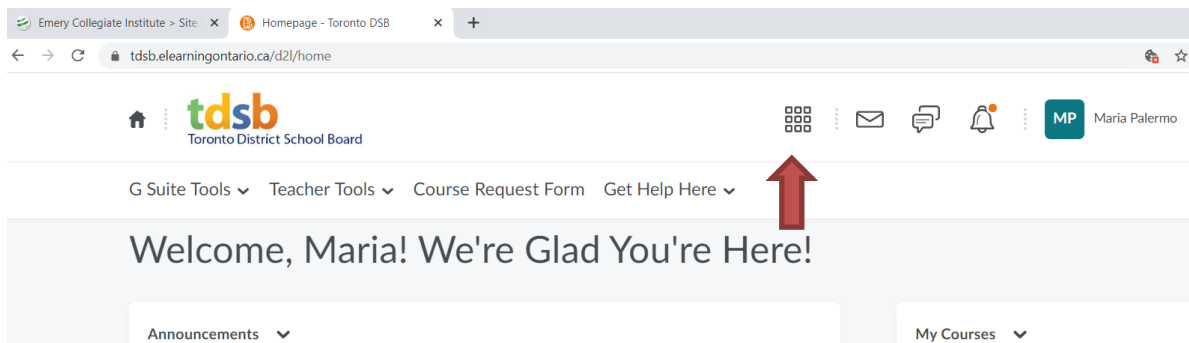 Emery Collegiate Institute > Site
Homepage - Toronto DSB
tdsb.elearningontario.ca/d2l/home
tdsb
Toronto District School Board
MP
Maria Palermo
G Suite Tools
Teacher Tools
Course Request Form
Get Help Here
Welcome, Maria! We're Glad You're Here!
Announcements
My Courses